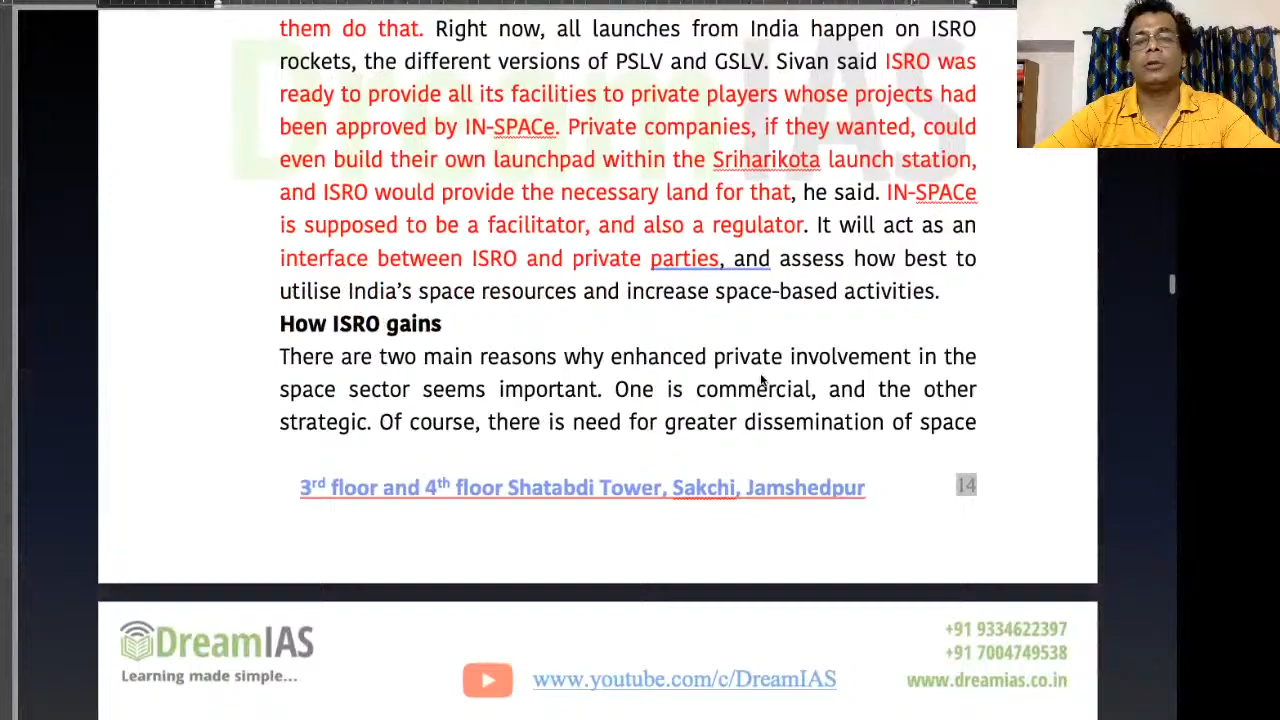 them do that. Right now, all launches from India happen on ISRO
rockets, the different versions of PSLV and GSLV. Sivan said ISRO was
ready to provide all its facilities to private players whose projects had
been approved by IN-SPACe. Private companies, if they wanted, could
even build their own launchpad within the Sriharikota launch station,
and ISRO would provide the necessary land for that, he said. IN-SPACe
is supposed to be a facilitator, and also a regulator. It will act as an
interface between ISRO and private parties, and assess how best to
utilise India's space resources and increase space-based activities.
How ISRO gains
There are two main reasons why enhanced private involvement in the
space sector seems important. One is commercial, and the other
strategic. Of course, there is need for greater dissemination of space
3rd floor and 4th floor Shatabdi Tower, Sakchi, Jamshedpur
14
DreamIAS
Learning made simple...
www.youtube.com/c/DreamIAS
+91 9334622397
+91 7004749538
www.dreamias.co.in